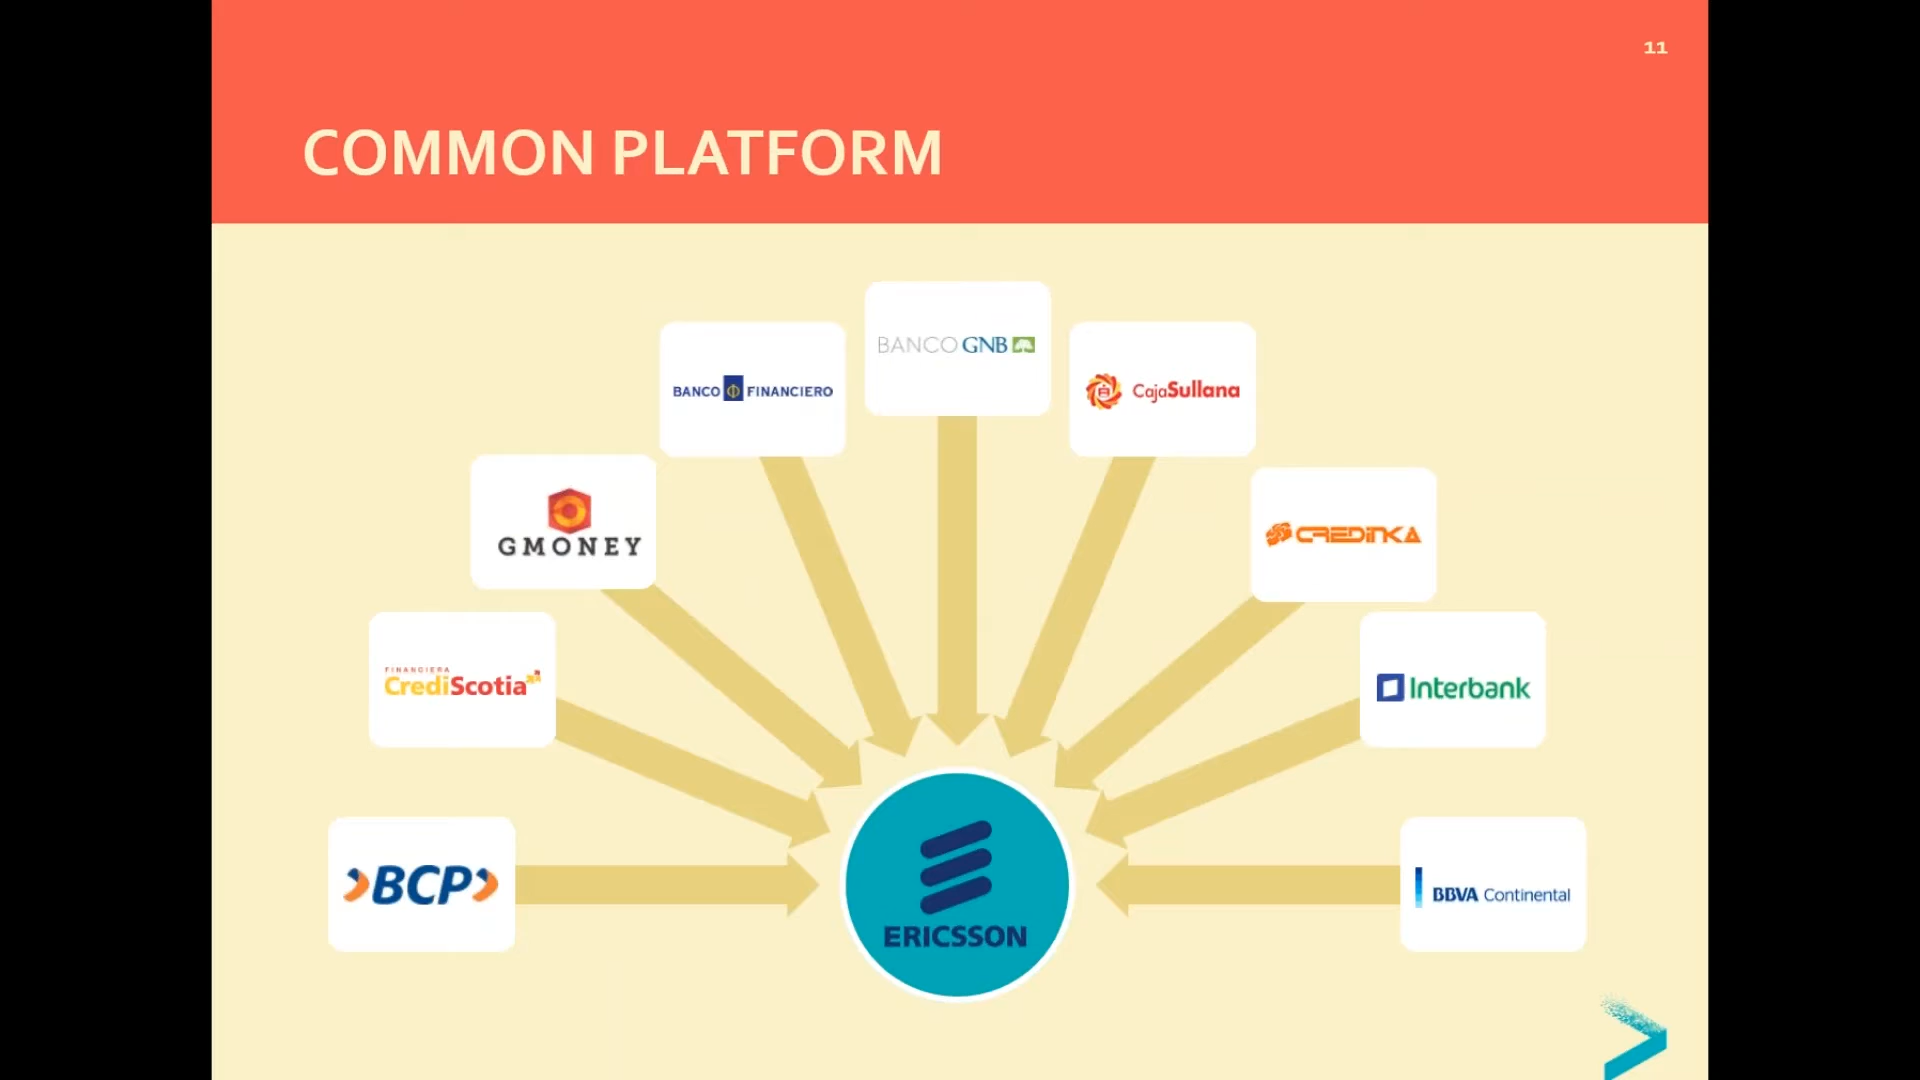 11
COMMON PLATFORM
BANCO GNB
BANCO FINANCIERO
CajaSullana
GMONEY
CREDINKA
FINANCIERA
CrediScotia
Interbank
BCP
BBVA Continental
ERICSSON